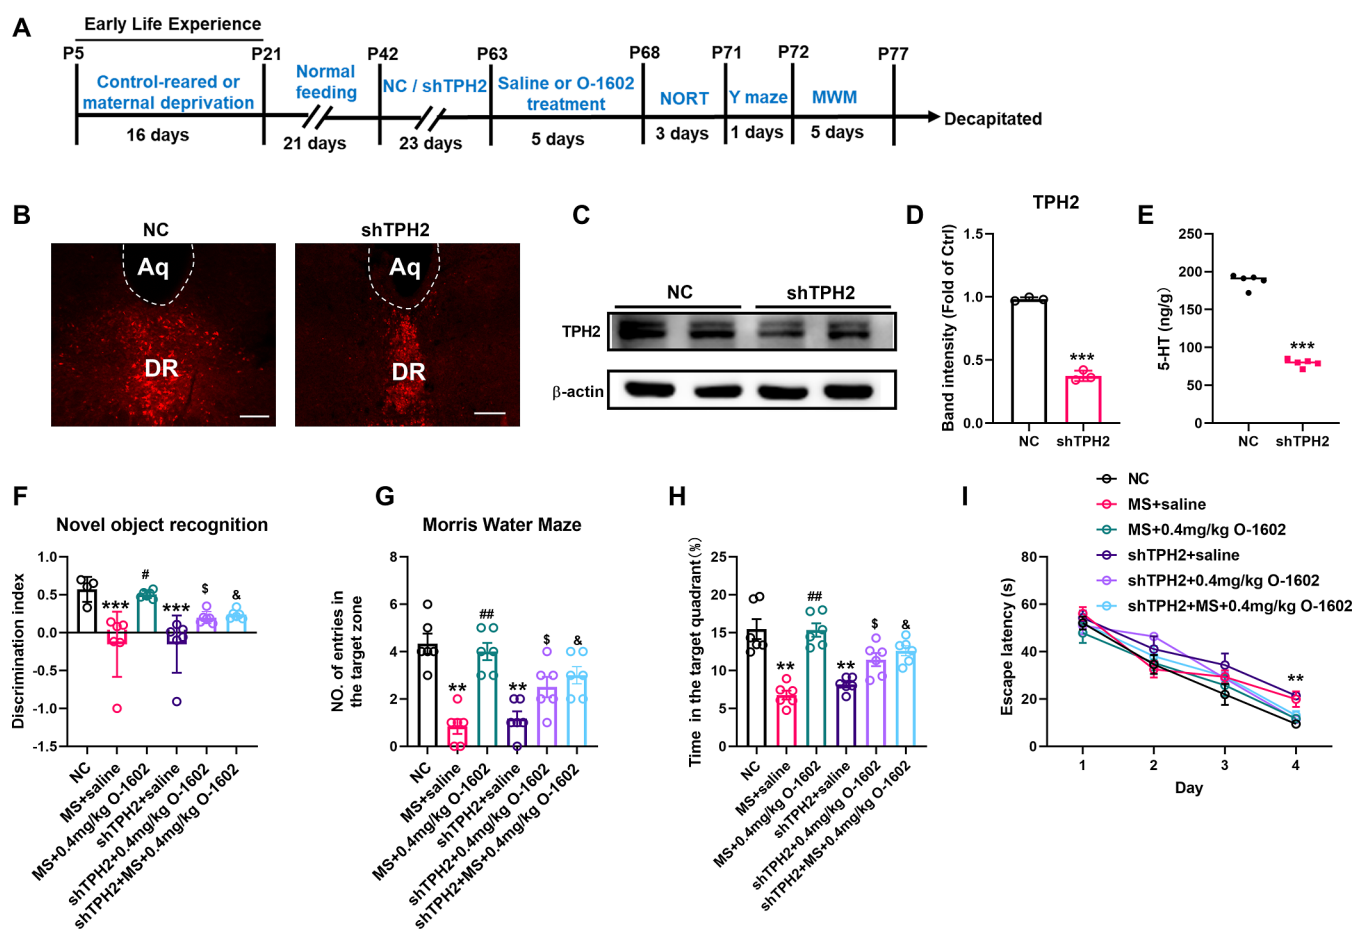 A
Early Life Experience
P5
P21
P42
P63
P68
P71
P72
P77
Control-reared or
maternal deprivation
Normal
feeding
NC / shTPH2
Saline or O-1602
treatment
NORT
Y maze
MWM
16 days
21 days
23 days
5 days
3 days
1 days
5 days
Decapitated
B
NC
shTPH2
Aq
DR
Aq
DR
C
NC
shTPH2
TPH2
β-actin
D
TPH2
Band intensity (Fold of Ctrl)
1.5
1.0
0.5
0.0
***
NC
shTPH2
E
5-HT (ng/g)
250
200
150
100
50
0
***
NC
shTPH2
F
Novel object recognition
Discrimination index
1.0
0.5
0.0
-0.5
-1.0
-1.5
***
#
***
$
&
NC
MS+saline
MS+0.4mg/kg O-1602
shTPH2+saline
shTPH2+0.4mg/kg O-1602
shTPH2+MS+0.4mg/kg O-1602
G
Morris Water Maze
NO. of entries in
the target zone
8
6
4
2
0
**
##
**
$
&
NC
MS+saline
MS+0.4mg/kg O-1602
shTPH2+saline
shTPH2+0.4mg/kg O-1602
shTPH2+MS+0.4mg/kg O-1602
H
Time in the target quadrant(%)
25
20
15
10
5
0
**
##
**
$
&
NC
MS+saline
MS+0.4mg/kg O-1602
shTPH2+saline
shTPH2+0.4mg/kg O-1602
shTPH2+MS+0.4mg/kg O-1602
I
NC
MS+saline
MS+0.4mg/kg O-1602
shTPH2+saline
shTPH2+0.4mg/kg O-1602
shTPH2+MS+0.4mg/kg O-1602
Escape latency (s)
80
60
40
20
0
**
1
2
3
4
Day